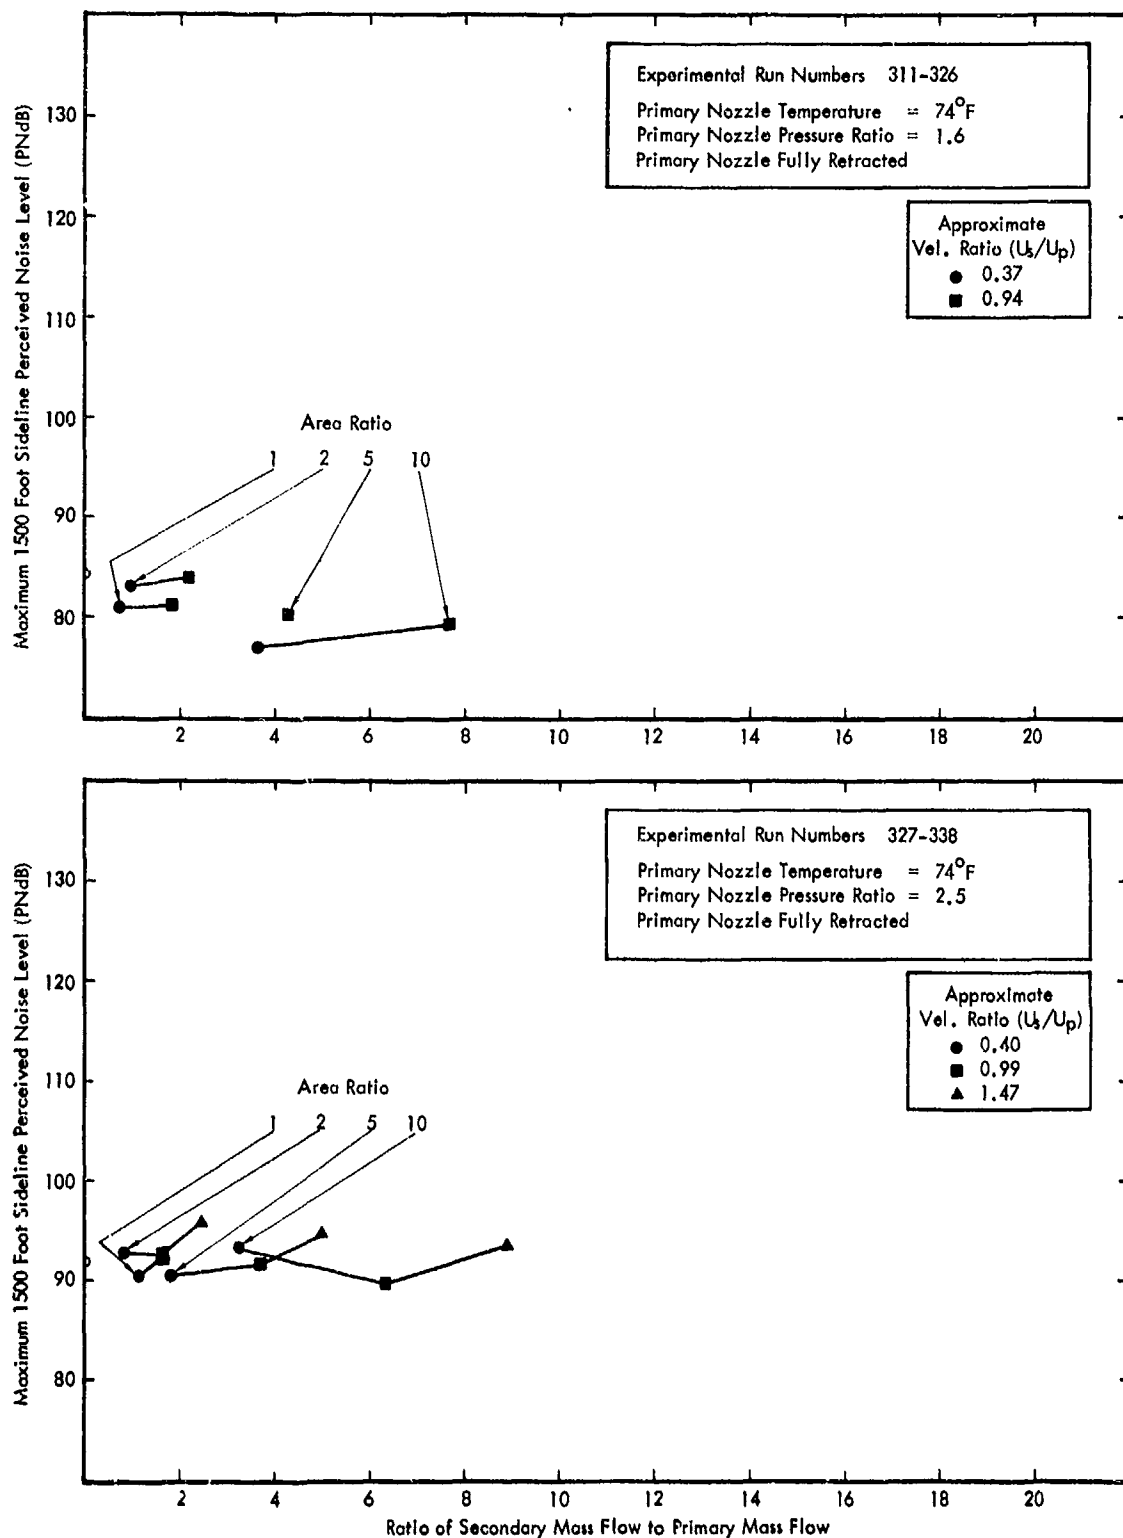 Experimental Run Numbers 311-326
Primary Nozzle Temperature = 74°F
Primary Nozzle Pressure Ratio = 1.6
Primary Nozzle Fully Retracted
Approximate
Vel. Ratio (Us/Up)
● 0.37
■ 0.94
Maximum 1500 Foot Sideline Perceived Noise Level (PNdB)
130
120
110
100
90
80
Area Ratio
1 2 5 10
2 4 6 8 10 12 14 16 18 20
Experimental Run Numbers 327-338
Primary Nozzle Temperature = 74°F
Primary Nozzle Pressure Ratio = 2.5
Primary Nozzle Fully Retracted
Approximate
Vel. Ratio (Us/Up)
● 0.40
■ 0.99
▲ 1.47
Maximum 1500 Foot Sideline Perceived Noise Level (PNdB)
130
120
110
100
90
80
Area Ratio
1 2 5 10
2 4 6 8 10 12 14 16 18 20
Ratio of Secondary Mass Flow to Primary Mass Flow